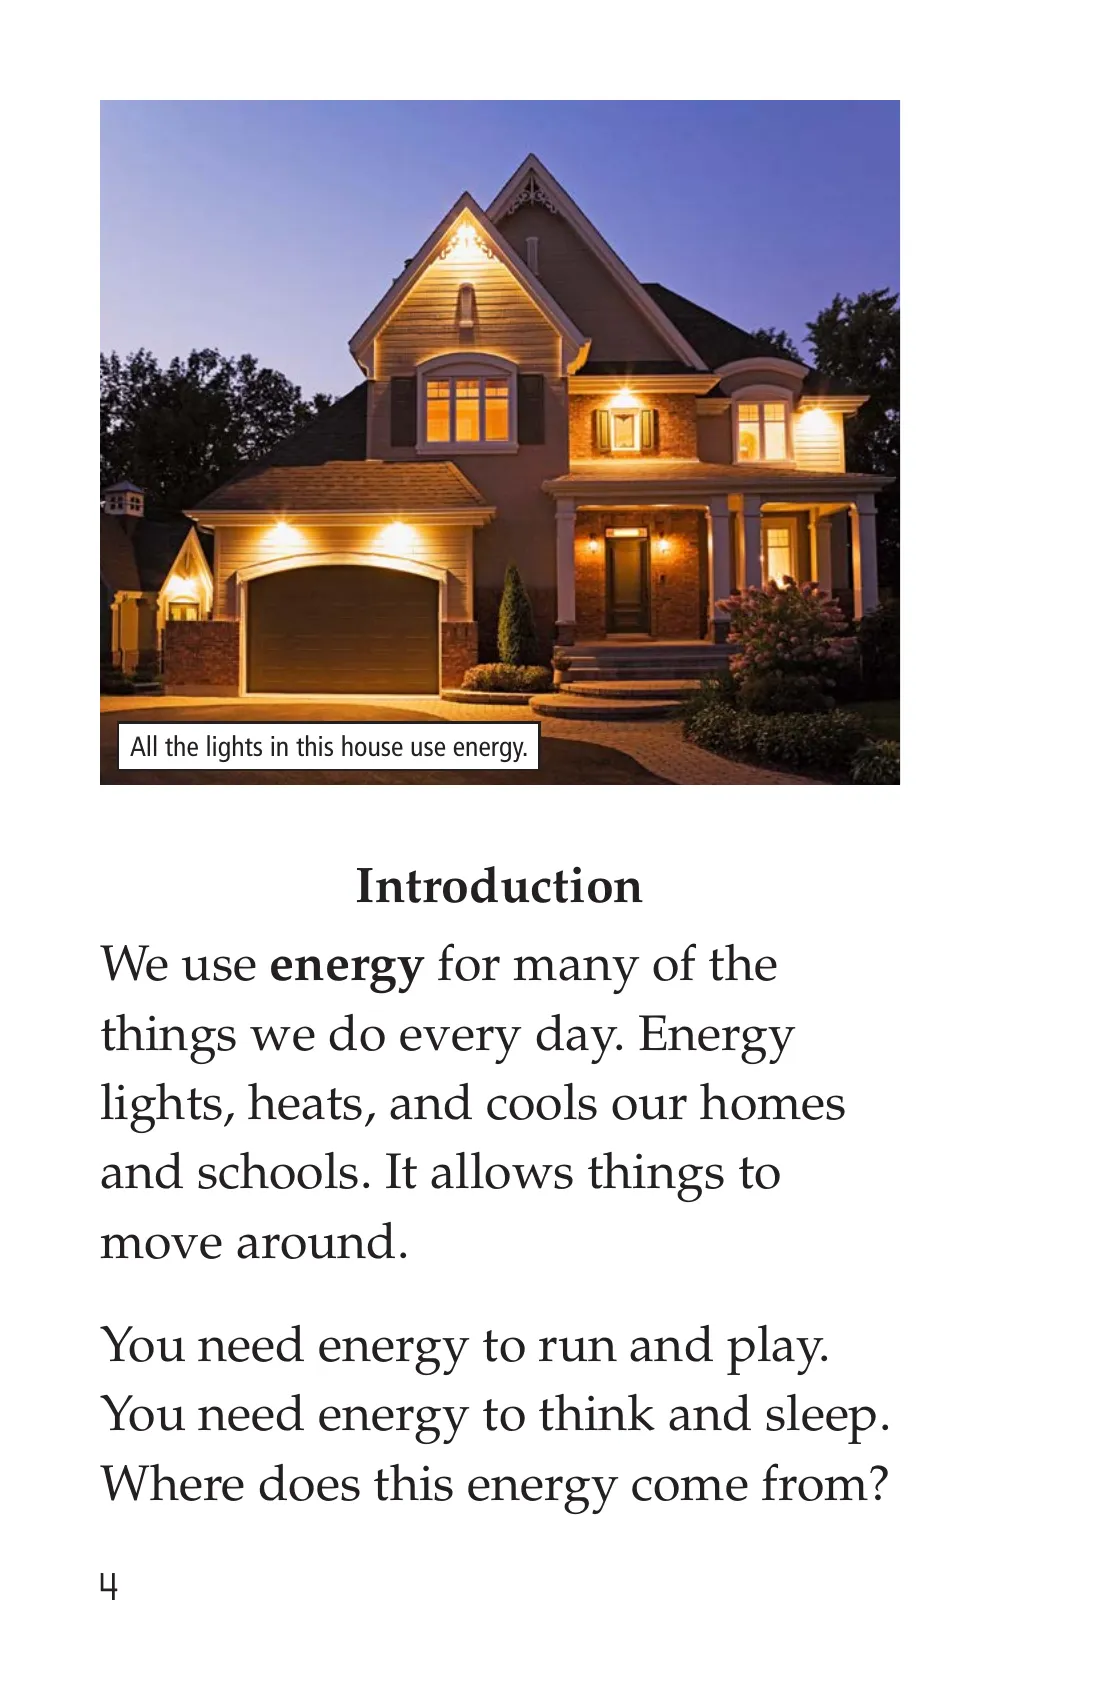 All the lights in this house use energy.
Introduction
We use energy for many of the
things we do every day. Energy
lights, heats, and cools our homes
and schools. It allows things to
move around.
You need energy to run and play.
You need energy to think and sleep.
Where does this energy come from?
4